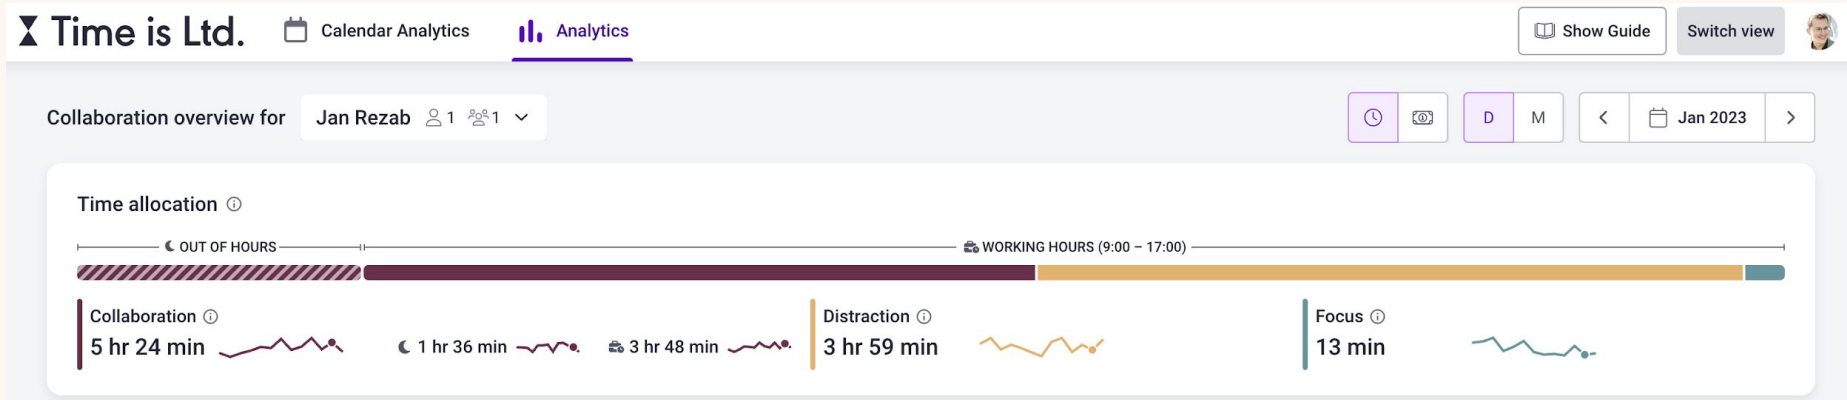 Time is Ltd. Calendar Analytics Analytics Show Guide Switch view
Collaboration overview for Jan Rezab 1 1 D M Jan 2023
Time allocation
OUT OF HOURS WORKING HOURS (9:00 – 17:00)
Collaboration Distraction Focus
5 hr 24 min 1 hr 36 min 3 hr 48 min 3 hr 59 min 13 min